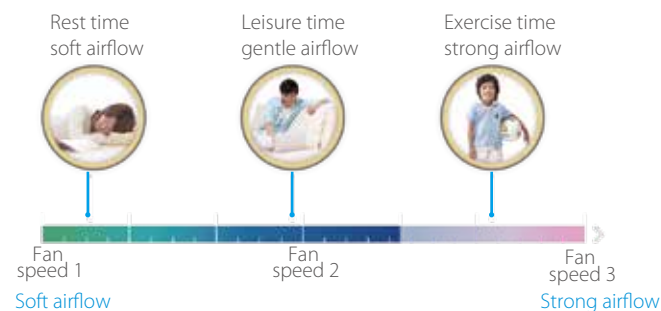 Rest time
soft airflow
Leisure time
gentle airflow
Exercise time
strong airflow
Fan
speed 1
Fan
speed 2
Fan
speed 3
Soft airflow
Strong airflow